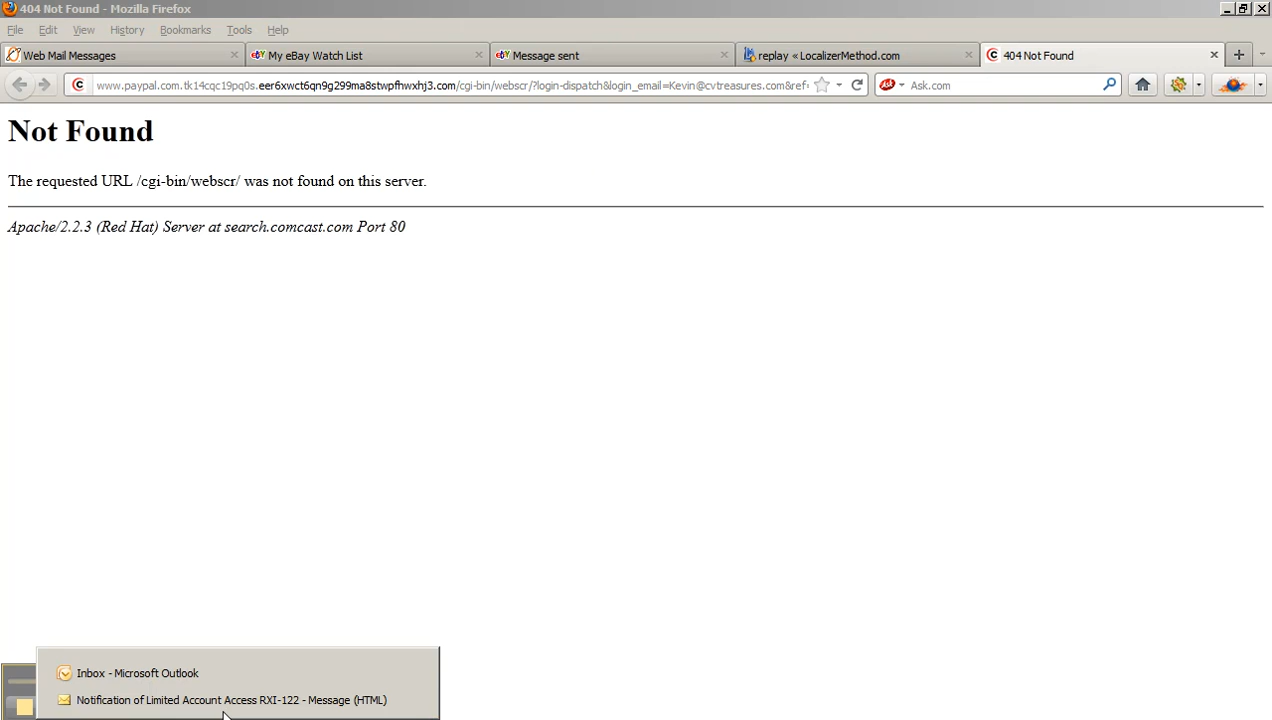 404 Not Found - Mozilla Firefox
File Edit View History Bookmarks Tools Help
Web Mail Messages
My eBay Watch List
Message sent
replay « LocalizerMethod.com
404 Not Found
www.paypal.com.tk14cqc19pq0s.eer6xwct6qn9g299ma8stwpfhwxhj3.com/cgi-bin/webscr/?login-dispatch&login_email=Kevin@cvtreasures.com&ref
Ask.com
Not Found
The requested URL /cgi-bin/webscr/ was not found on this server.
Apache/2.2.3 (Red Hat) Server at search.comcast.com Port 80
Inbox - Microsoft Outlook
Notification of Limited Account Access RXI-122 - Message (HTML)